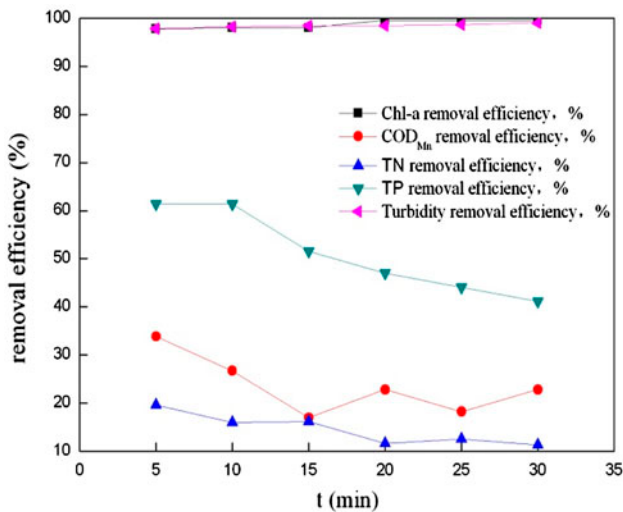 100
90
80
70
60
50
40
30
20
10
removal efficiency (%)
Chl-a removal efficiency，%
CODMn removal efficiency，%
TN removal efficiency，%
TP removal efficiency，%
Turbidity removal efficiency，%
0 5 10 15 20 25 30 35
t (min)